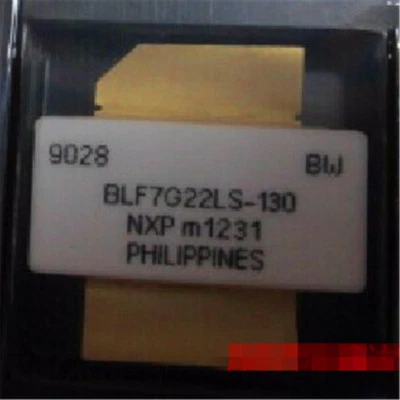 9028 BW
BLF7G22LS-130
NXP m1231
PHILIPPINES